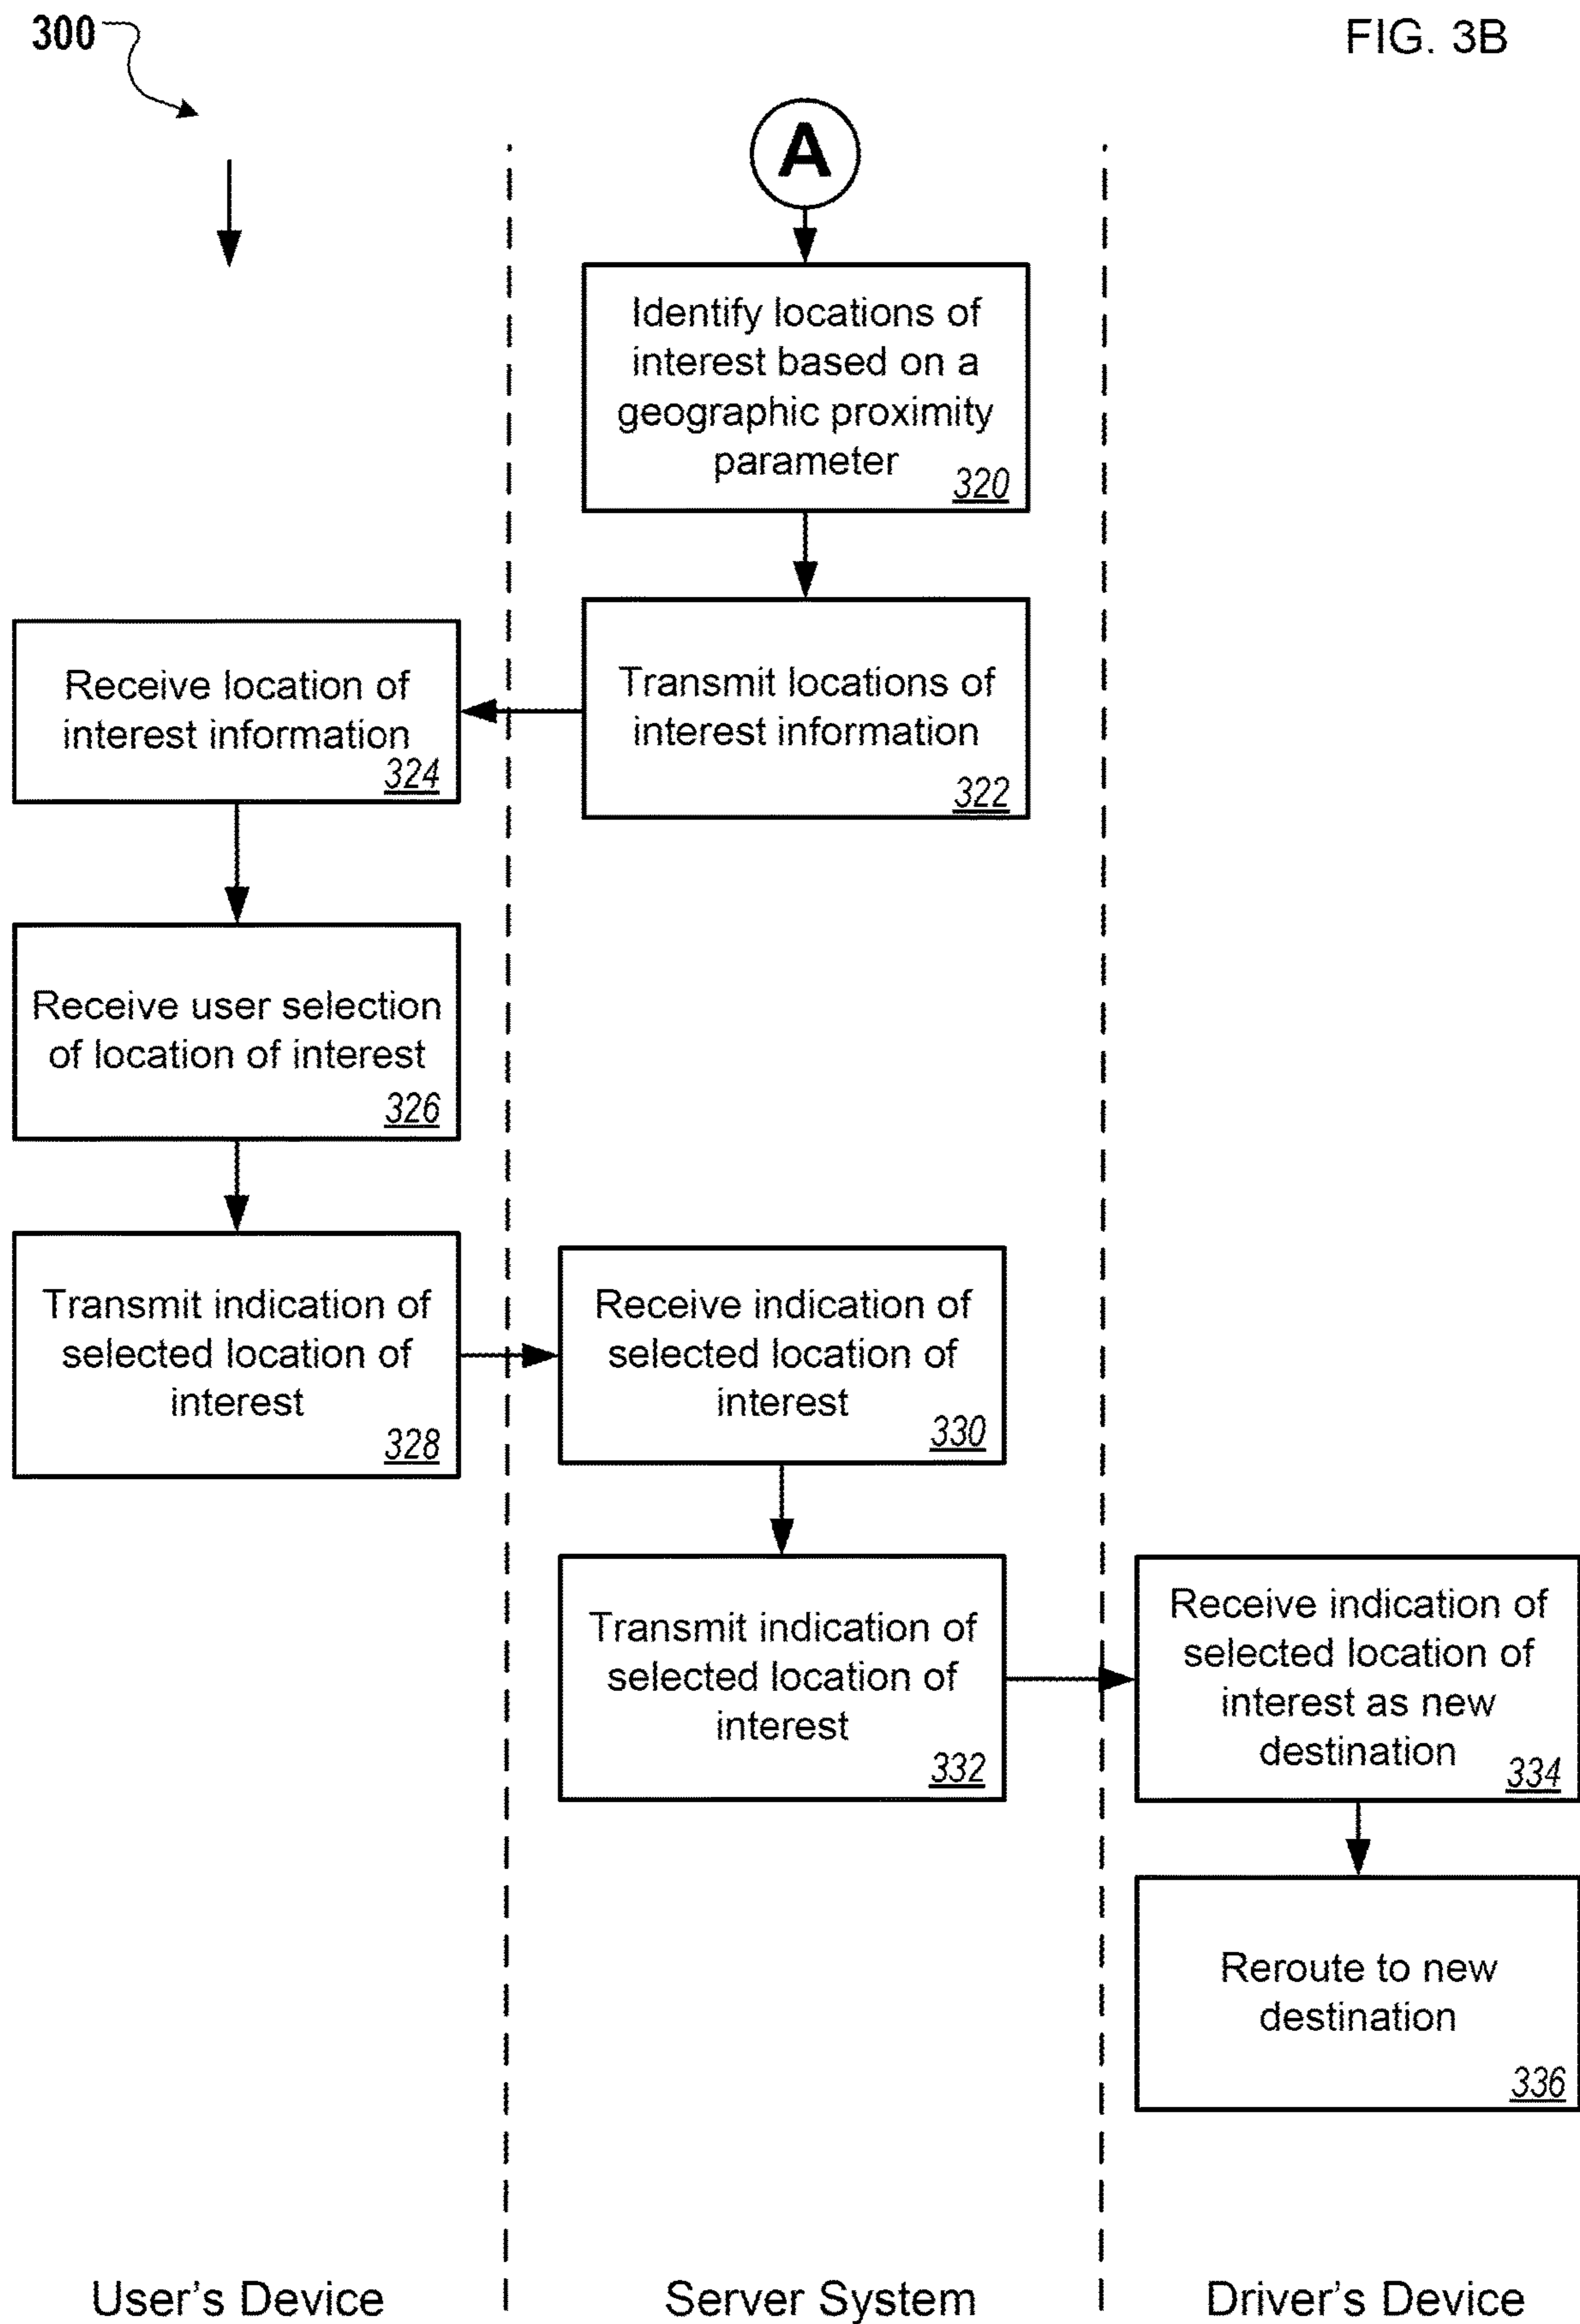 300
FIG. 3B
A
Identify locations of
interest based on a
geographic proximity
parameter
320
Transmit locations of
interest information
322
Receive location of
interest information
324
Receive user selection
of location of interest
326
Transmit indication of
selected location of
interest
328
Receive indication of
selected location of
interest
330
Transmit indication of
selected location of
interest
332
Receive indication of
selected location of
interest as new
destination
334
Reroute to new
destination
336
User's Device
Server System
Driver's Device